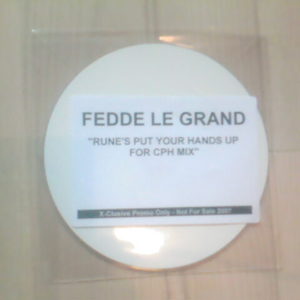 FEDDE LE GRAND
"RUNE'S PUT YOUR HANDS UP
FOR CPH MIX"
X-Clusive Promo Only - Not For Sale 2007